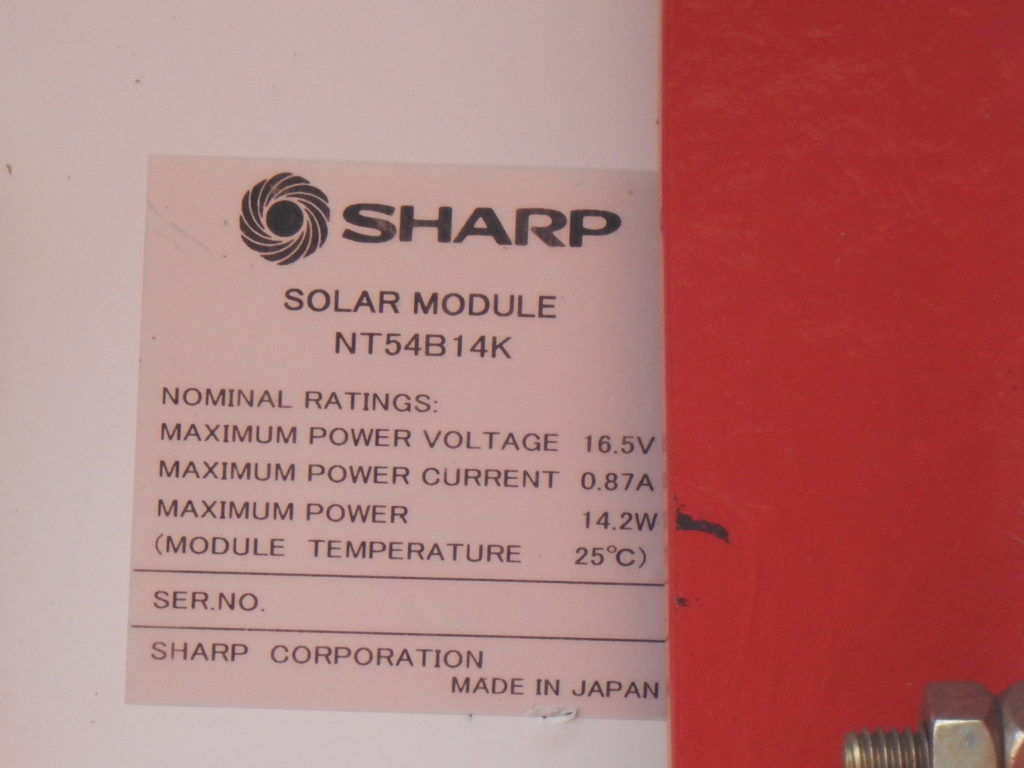 SHARP
SOLAR MODULE
NT54B14K
NOMINAL RATINGS:
MAXIMUM POWER VOLTAGE 16.5V
MAXIMUM POWER CURRENT 0.87A
MAXIMUM POWER 14.2W
(MODULE TEMPERATURE 25℃)
SER.NO.
SHARP CORPORATION
MADE IN JAPAN